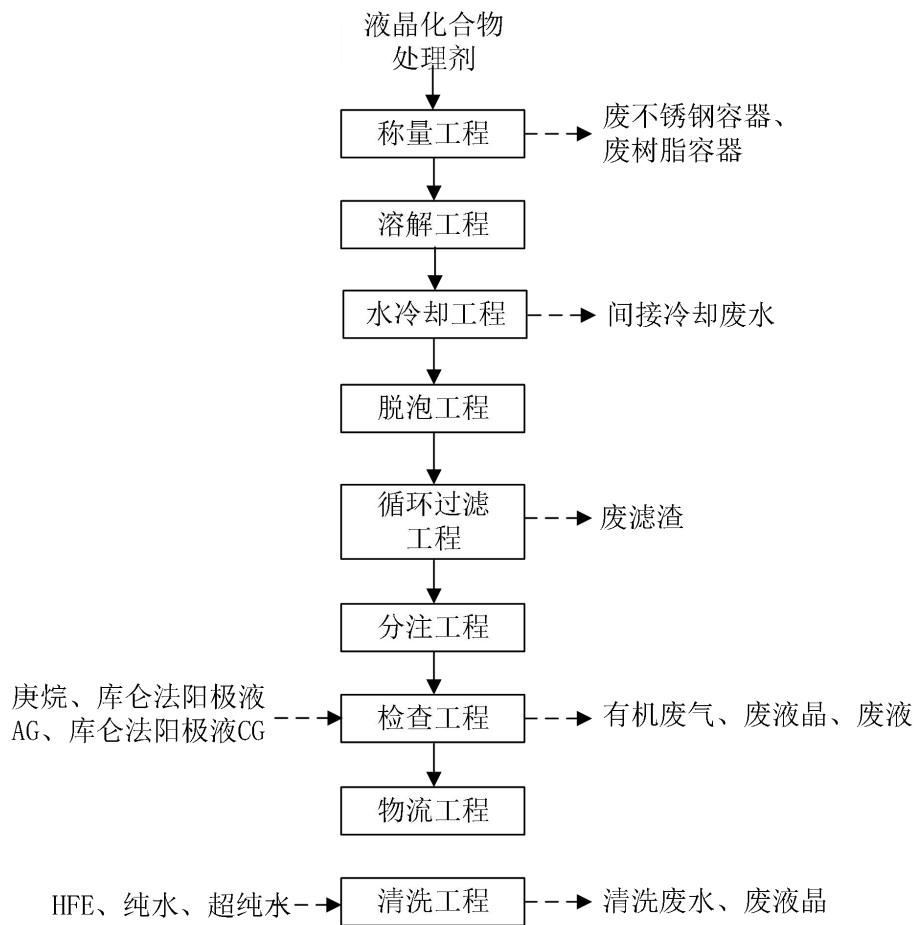 液晶化合物
处理剂
称量工程
废不锈钢容器、
废树脂容器
溶解工程
水冷却工程
间接冷却废水
脱泡工程
循环过滤
工程
废滤渣
分注工程
庚烷、库仑法阳极液
AG、库仑法阳极液CG
检查工程
有机废气、废液晶、废液
物流工程
HFE、纯水、超纯水
清洗工程
清洗废水、废液晶